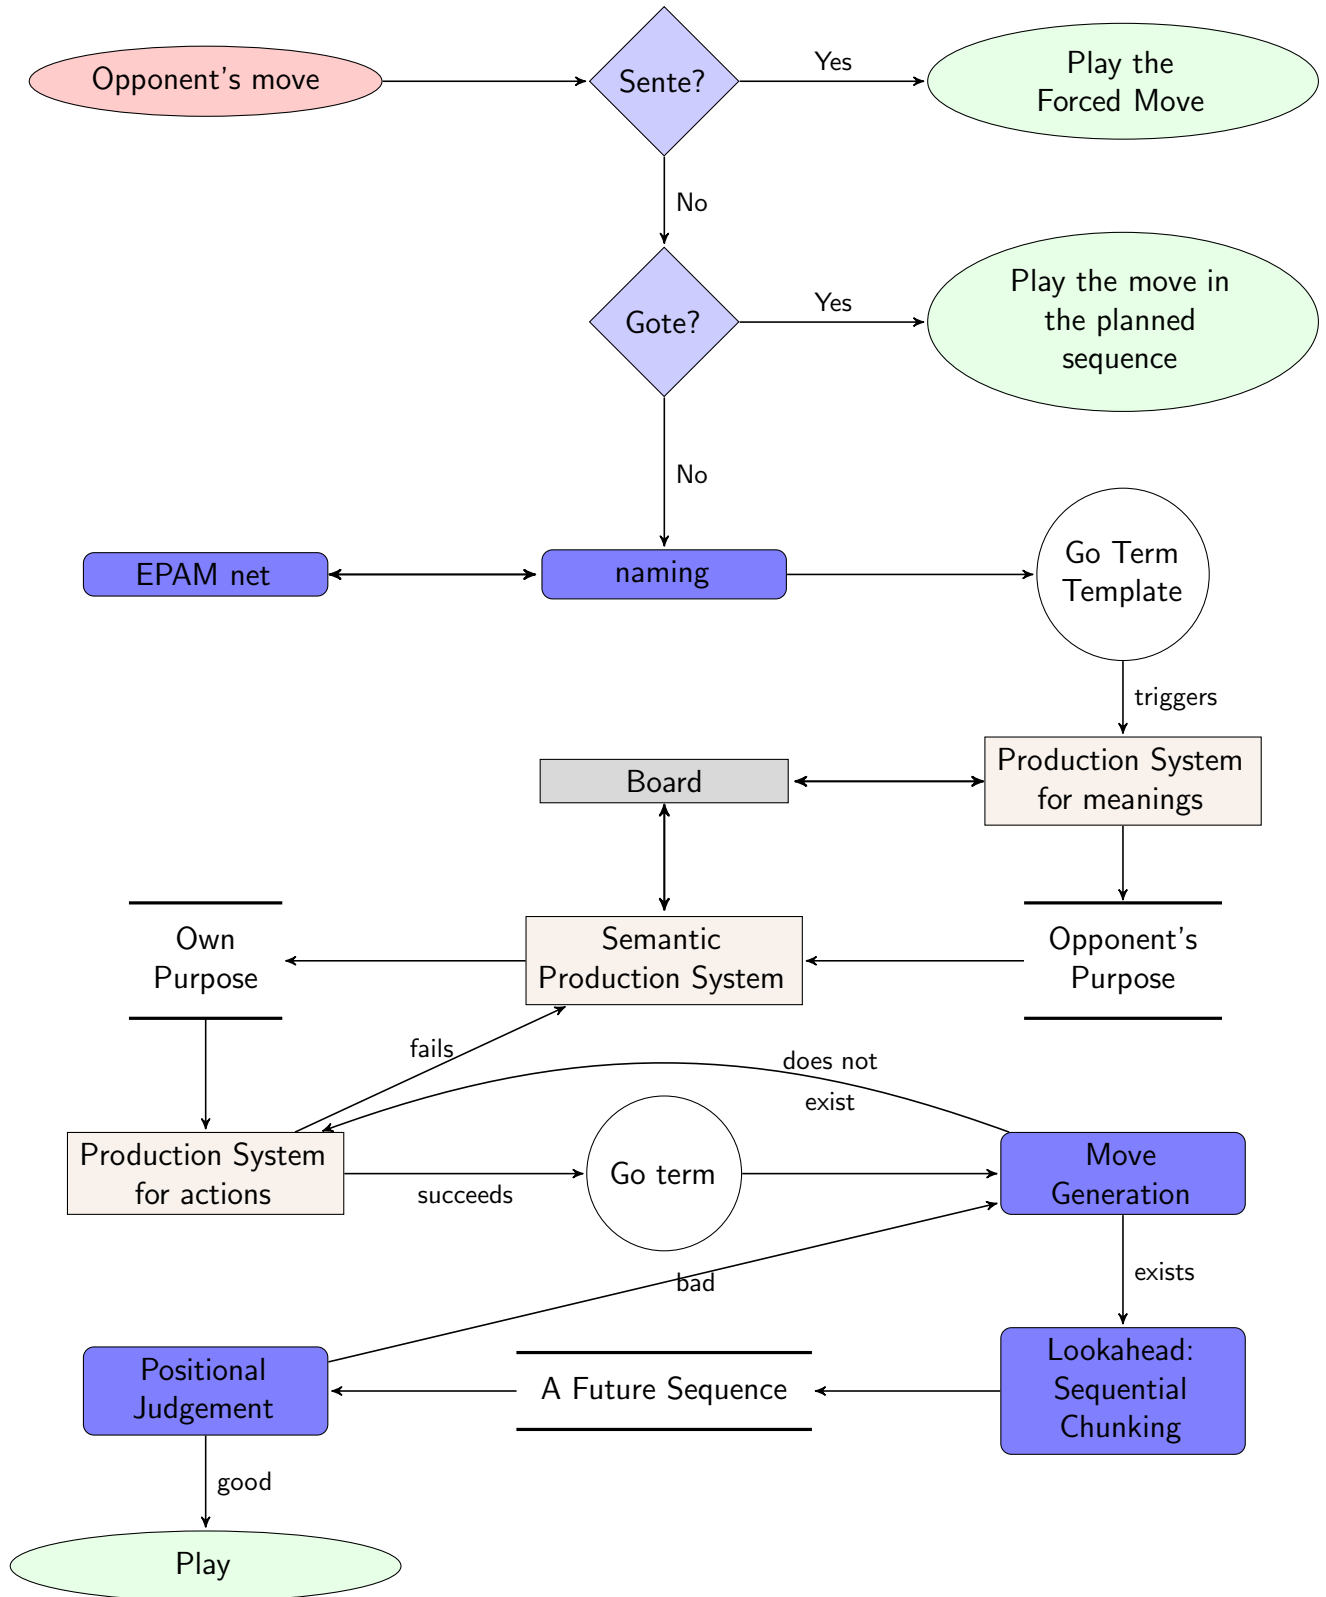 Opponent's move
Sente?
Yes
Play the
Forced Move
No
Gote?
Yes
Play the move in
the planned
sequence
No
EPAM net
naming
Go Term
Template
triggers
Board
Production System
for meanings
Own
Purpose
Semantic
Production System
Opponent's
Purpose
fails
does not
exist
Production System
for actions
succeeds
Go term
Move
Generation
bad
exists
Positional
Judgement
A Future Sequence
Lookahead:
Sequential
Chunking
good
Play